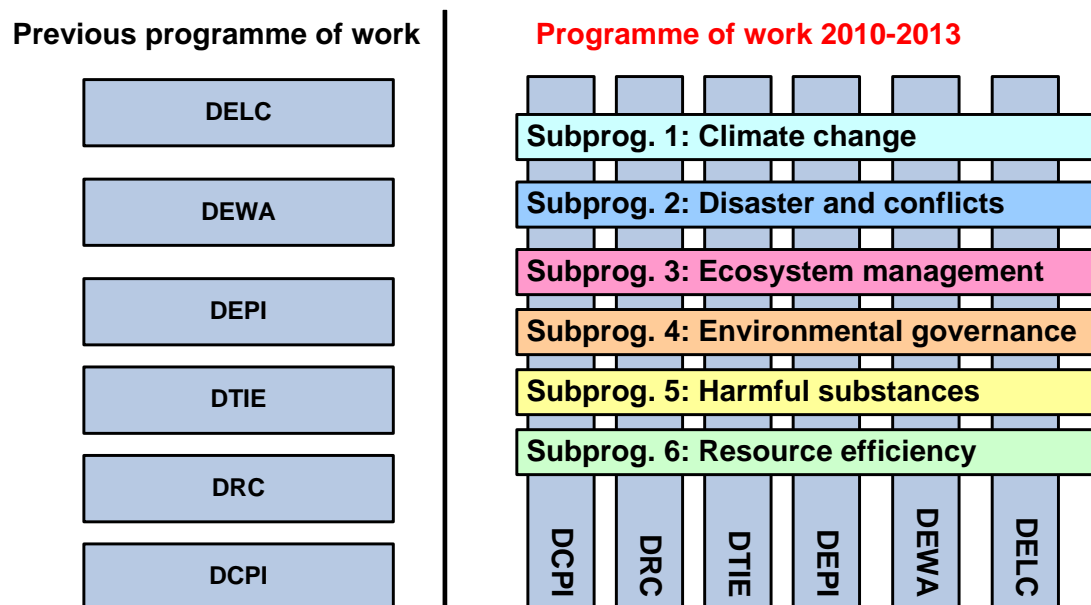 Previous programme of work
DELC
DEWA
DEPI
DTIE
DRC
DCPI
Programme of work 2010-2013
Subprog. 1: Climate change
Subprog. 2: Disaster and conflicts
Subprog. 3: Ecosystem management
Subprog. 4: Environmental governance
Subprog. 5: Harmful substances
Subprog. 6: Resource efficiency
DCPI
DRC
DTIE
DEPI
DEWA
DELC